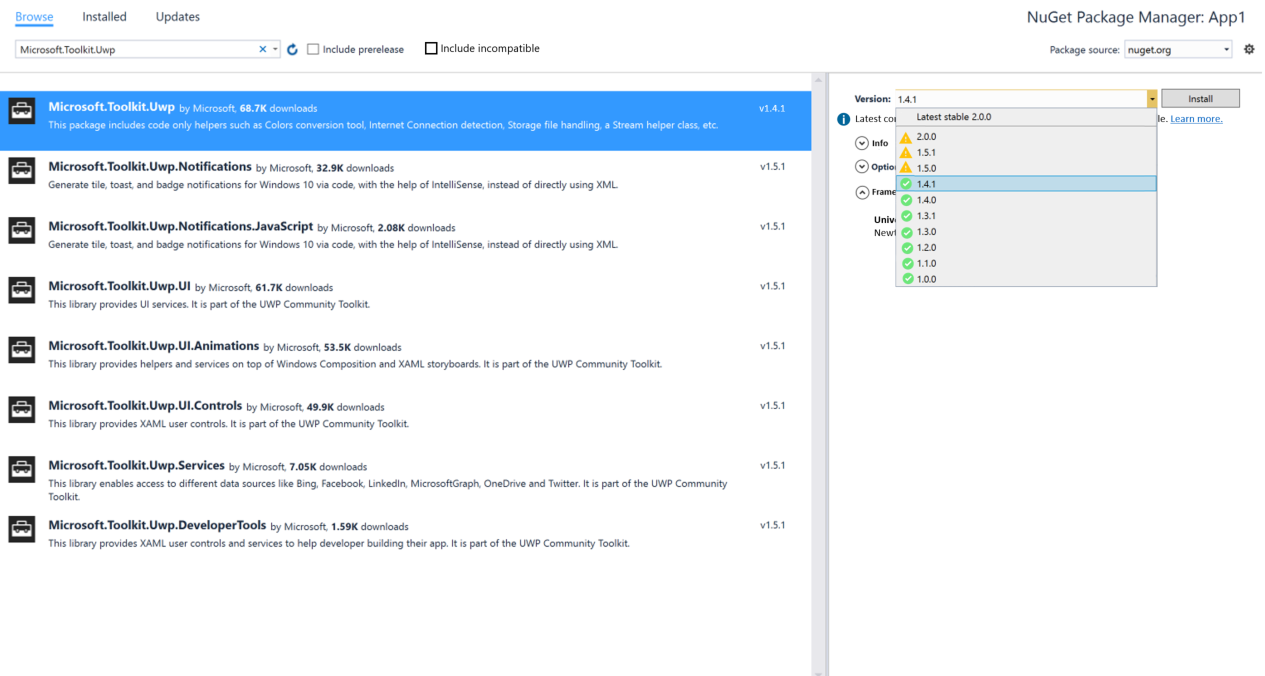 Browse Installed Updates NuGet Package Manager: App1
Microsoft.Toolkit.Uwp Include prerelease Include incompatible Package source: nuget.org
Microsoft.Toolkit.Uwp by Microsoft, 68.7K downloads v1.4.1
This package includes code only helpers such as Colors conversion tool, Internet Connection detection, Storage file handling, a Stream helper class, etc.
Microsoft.Toolkit.Uwp.Notifications by Microsoft, 32.9K downloads v1.5.1
Generate tile, toast, and badge notifications for Windows 10 via code, with the help of IntelliSense, instead of directly using XML.
Microsoft.Toolkit.Uwp.Notifications.JavaScript by Microsoft, 2.08K downloads v1.5.1
Generate tile, toast, and badge notifications for Windows 10 via code, with the help of IntelliSense, instead of directly using XML.
Microsoft.Toolkit.Uwp.UI by Microsoft, 61.7K downloads v1.5.1
This library provides UI services. It is part of the UWP Community Toolkit.
Microsoft.Toolkit.Uwp.UI.Animations by Microsoft, 53.5K downloads v1.5.1
This library provides helpers and services on top of Windows Composition and XAML storyboards. It is part of the UWP Community Toolkit.
Microsoft.Toolkit.Uwp.UI.Controls by Microsoft, 49.9K downloads v1.5.1
This library provides XAML user controls. It is part of the UWP Community Toolkit.
Microsoft.Toolkit.Uwp.Services by Microsoft, 7.05K downloads v1.5.1
This library enables access to different data sources like Bing, Facebook, LinkedIn, MicrosoftGraph, OneDrive and Twitter. It is part of the UWP Community
Toolkit.
Microsoft.Toolkit.Uwp.DeveloperTools by Microsoft, 1.59K downloads v1.5.1
This library provides XAML user controls and services to help developer building their app. It is part of the UWP Community Toolkit.
Version: 1.4.1 Install
Latest stable 2.0.0
Latest Learn more.
2.0.0
Info
1.5.1
1.5.0
1.4.1
1.4.0
1.3.1
1.3.0
1.2.0
1.1.0
1.0.0